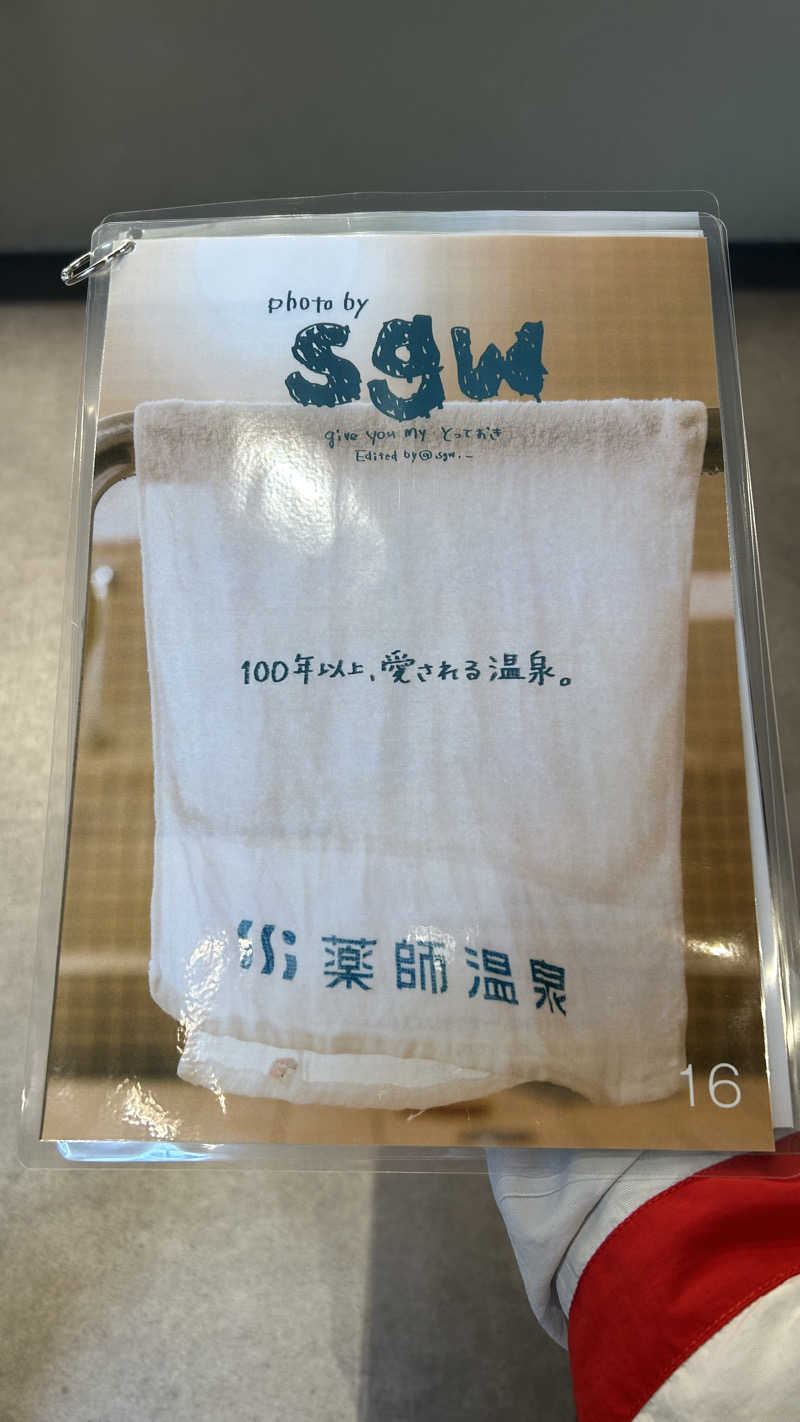 photo by
sgw
give you my とっておき
Edited by @sgw._
100年以上、愛される温泉。
薬師温泉
16